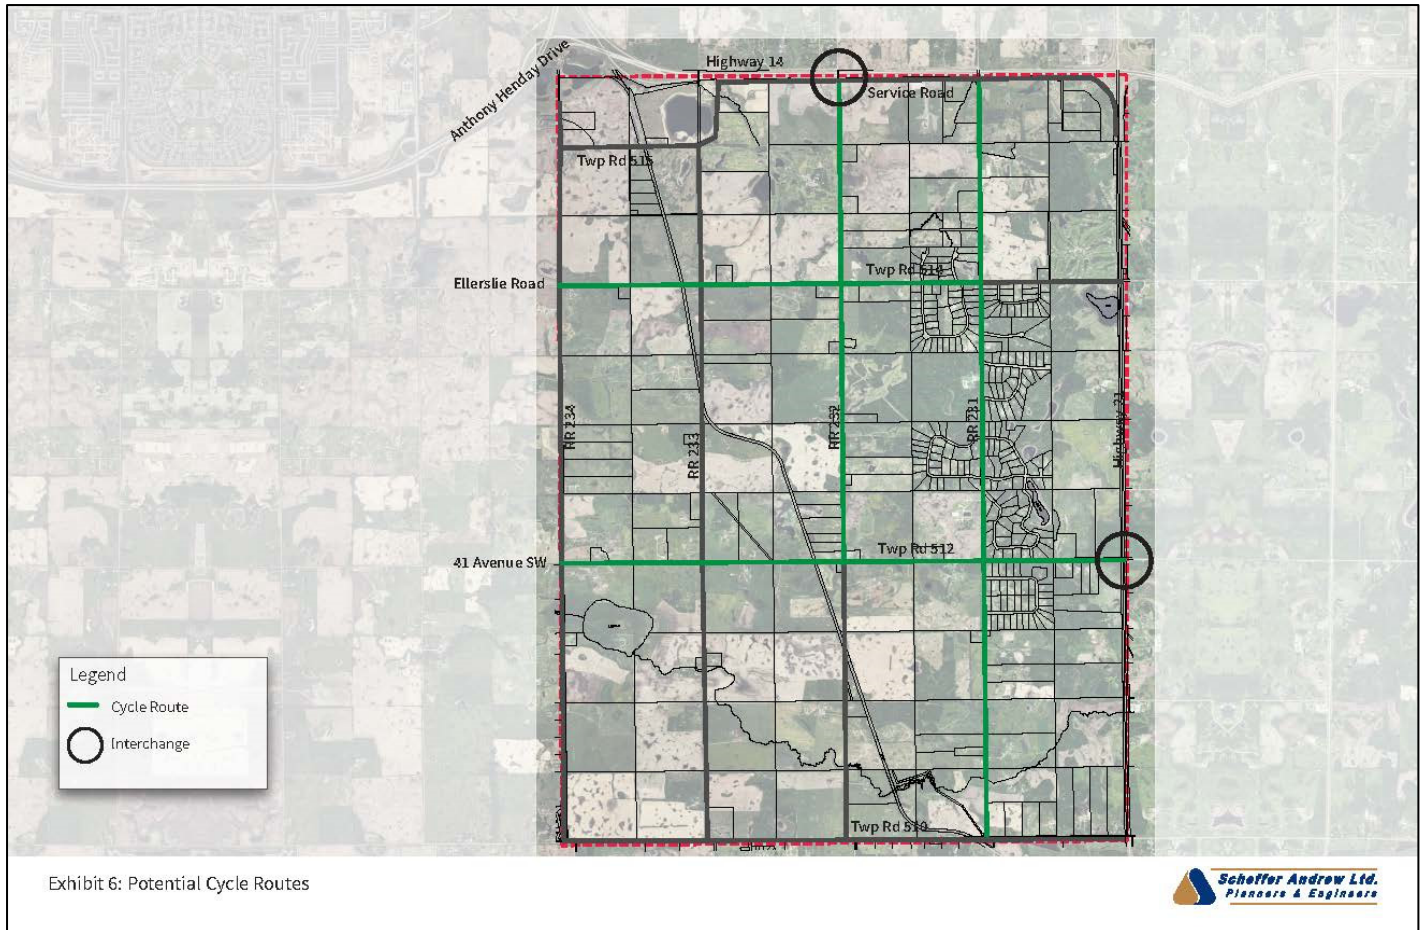 Anthony Henday Drive
Highway 14
Service Road
Twp Rd 515
Twp Rd 514
Ellerslie Road
RR 234
RR 233
RR 232
RR 231
Highway 21
Twp Rd 512
41 Avenue SW
Legend
Cycle Route
Interchange
Twp Rd 510
Exhibit 6: Potential Cycle Routes
Scheffer Andrew Ltd.
Planners & Engineers